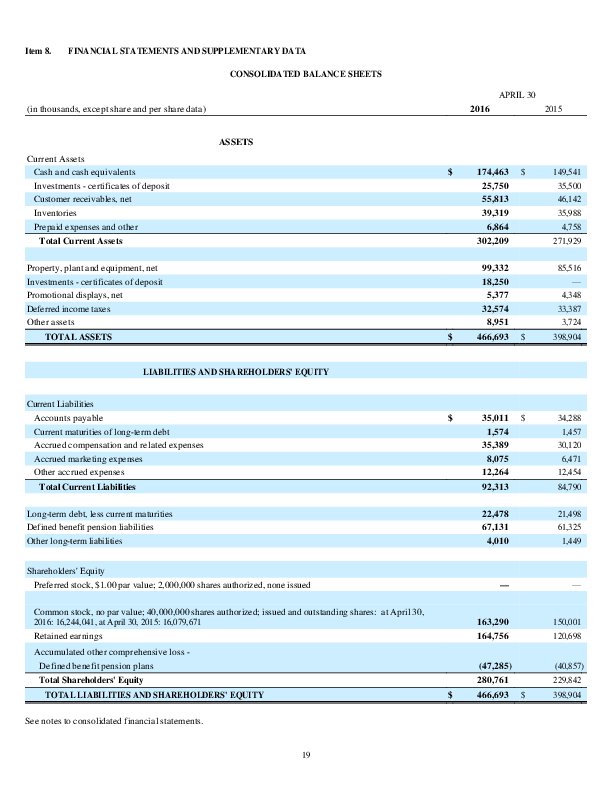 Item 8. FINANCIAL STATEMENTS AND SUPPLEMENTARY DATA
CONSOLIDATED BALANCE SHEETS
APRIL 30
(in thousands, except share and per share data) 2016 2015
ASSETS
Current Assets
Cash and cash equivalents $ 174,463 $ 149,541
Investments - certificates of deposit 25,750 35,500
Customer receivables, net 55,813 46,142
Inventories 39,319 35,988
Prepaid expenses and other 6,864 4,758
Total Current Assets 302,209 271,929
Property, plant and equipment, net 99,332 85,516
Investments - certificates of deposit 18,250 —
Promotional displays, net 5,377 4,348
Deferred income taxes 32,574 33,387
Other assets 8,951 3,724
TOTAL ASSETS $ 466,693 $ 398,904
LIABILITIES AND SHAREHOLDERS' EQUITY
Current Liabilities
Accounts payable $ 35,011 $ 34,288
Current maturities of long-term debt 1,574 1,457
Accrued compensation and related expenses 35,389 30,120
Accrued marketing expenses 8,075 6,471
Other accrued expenses 12,264 12,454
Total Current Liabilities 92,313 84,790
Long-term debt, less current maturities 22,478 21,498
Defined benefit pension liabilities 67,131 61,325
Other long-term liabilities 4,010 1,449
Shareholders' Equity
Preferred stock, $1.00 par value; 2,000,000 shares authorized, none issued — —
Common stock, no par value; 40,000,000 shares authorized; issued and outstanding shares: at April 30,
2016: 16,244,041, at April 30, 2015: 16,079,671 163,290 150,001
Retained earnings 164,756 120,698
Accumulated other comprehensive loss -
Defined benefit pension plans (47,285) (40,857)
Total Shareholders' Equity 280,761 229,842
TOTAL LIABILITIES AND SHAREHOLDERS' EQUITY $ 466,693 $ 398,904
See notes to consolidated financial statements.
19